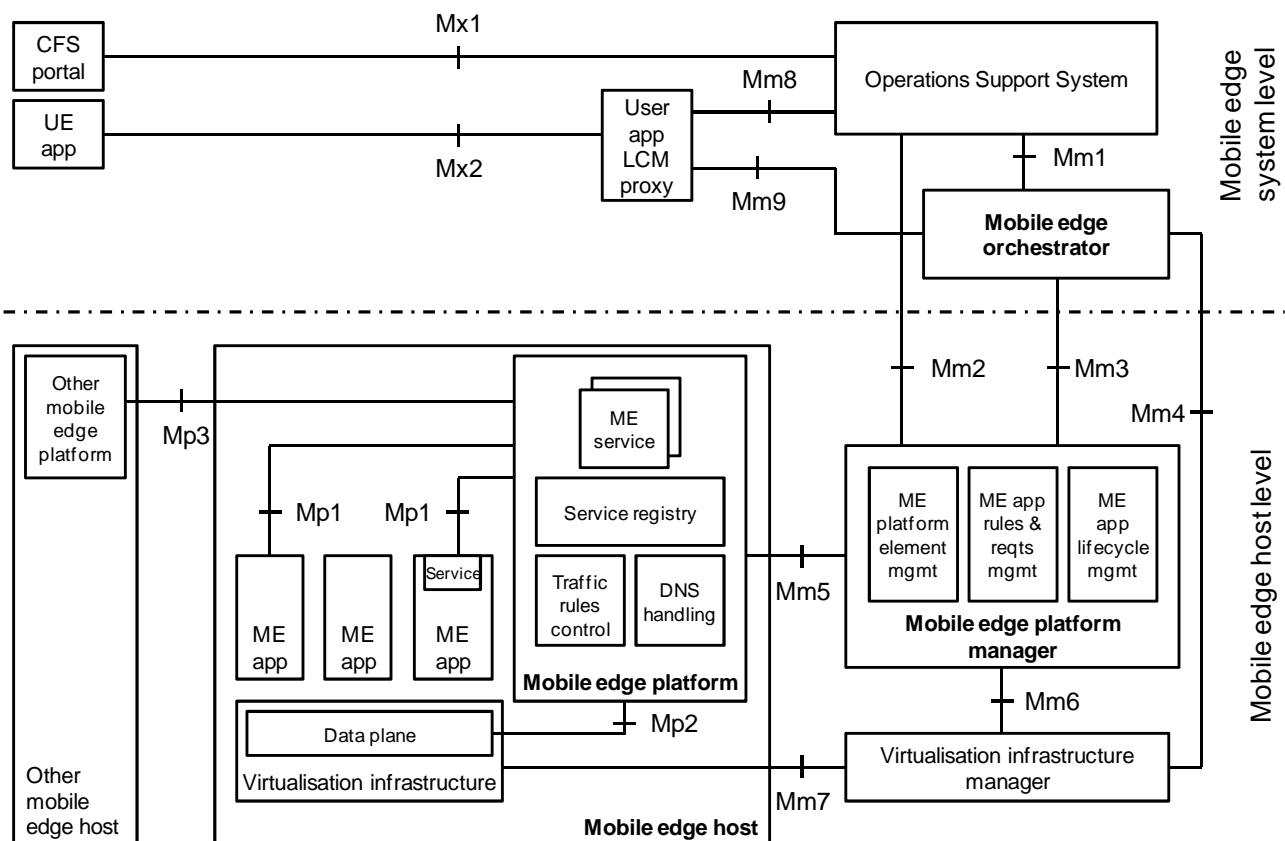 Mx1
CFS
portal
Operations Support System
Mobile edge
system level
Mm8
UE
app
User
app
LCM
proxy
Mx2
Mm1
Mm9
Mobile edge
orchestrator
Other
mobile
edge
platform
Mp3
ME
service
Mm2
Mm3
Mm4
Mobile edge host level
Mp1
Mp1
Service registry
ME
platform
element
mgmt
ME app
rules &
reqts
mgmt
ME
app
lifecycle
mgmt
Service
Traffic
rules
control
DNS
handling
Mm5
ME
app
ME
app
ME
app
Mobile edge platform
manager
Mobile edge platform
Mm6
Mp2
Data plane
Virtualisation infrastructure
Virtualisation infrastructure
manager
Mm7
Other
mobile
edge host
Mobile edge host